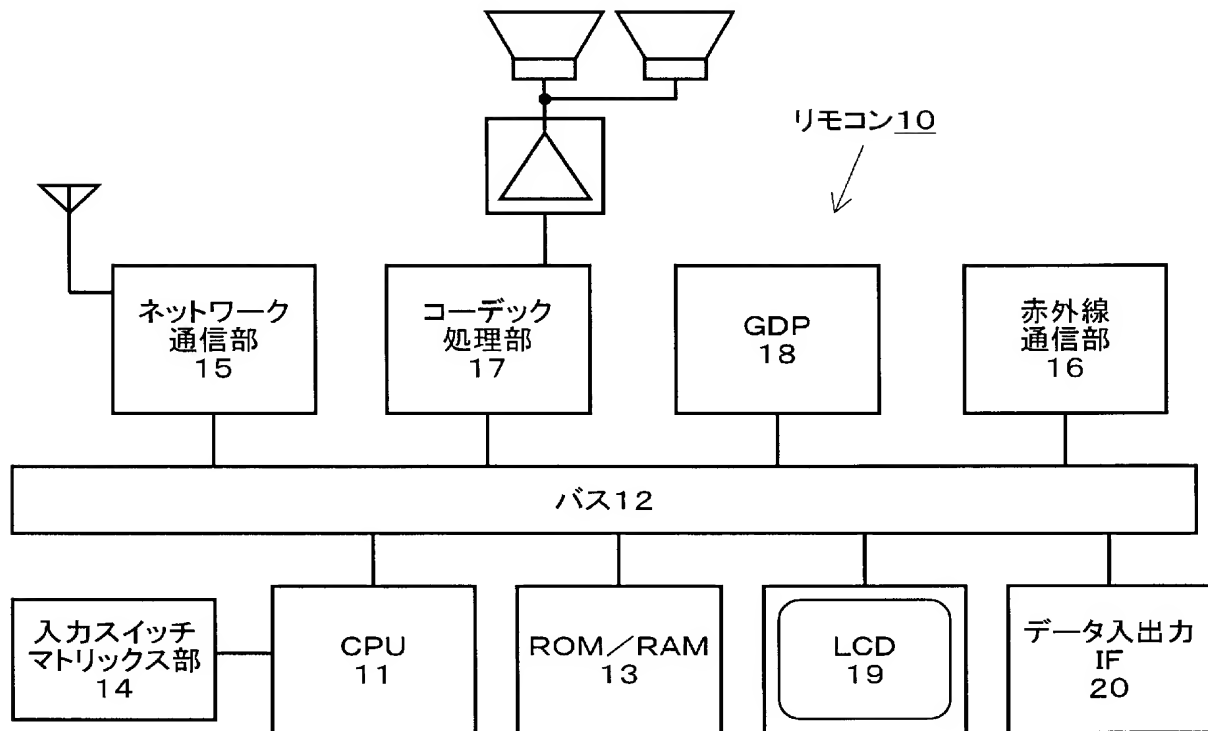 リモコン10
ネットワーク
通信部
15
コーデック
処理部
17
GDP
18
赤外線
通信部
16
バス12
入力スイッチ
マトリックス部
14
CPU
11
ROM/RAM
13
LCD
19
データ入出力
IF
20